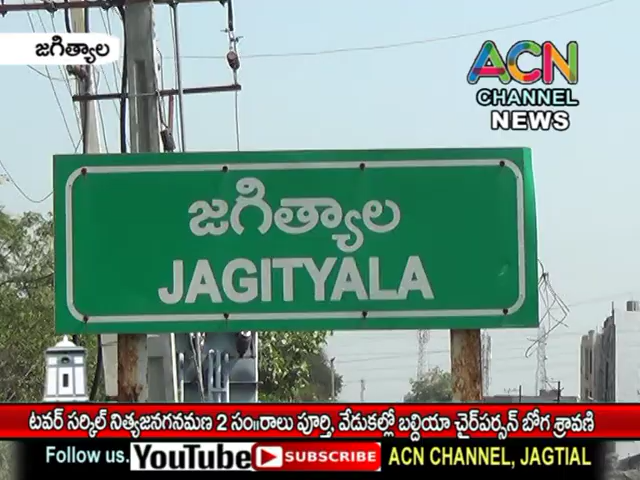 జగిత్యాల
ACN
CHANNEL
NEWS
జగిత్యాల
JAGITYALA
టవర్ సర్కిల్ నిత్యజనగనమణ 2 సం॥రాలు పూర్తి, వేడుకల్లో బల్దియా చైర్‌పర్సన్ బోగ శ్రావణి
Follow us. YouTube SUBSCRIBE ACN CHANNEL, JAGTIAL